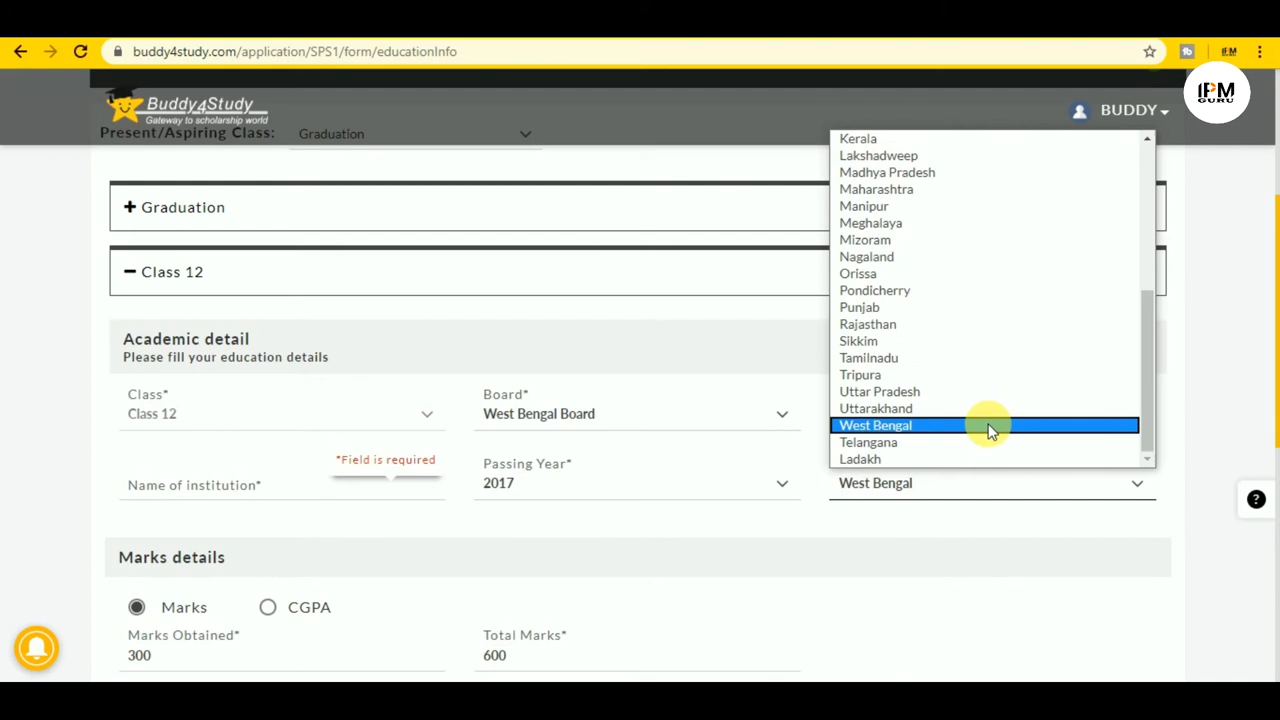 buddy4study.com/application/SPS1/form/educationInfo
IPM
IPM
GURU
Buddy4Study
Gateway to scholarship world
BUDDY
Present/Aspiring Class:
Graduation
Kerala
Lakshadweep
Madhya Pradesh
Maharashtra
Manipur
Meghalaya
Mizoram
Nagaland
Orissa
Pondicherry
Punjab
Rajasthan
Sikkim
Tamilnadu
Tripura
Uttar Pradesh
Uttarakhand
West Bengal
Telangana
Ladakh
+ Graduation
− Class 12
Academic detail
Please fill your education details
Class*
Class 12
Board*
West Bengal Board
*Field is required
Name of institution*
Passing Year*
2017
West Bengal
?
Marks details
Marks
CGPA
Marks Obtained*
300
Total Marks*
600